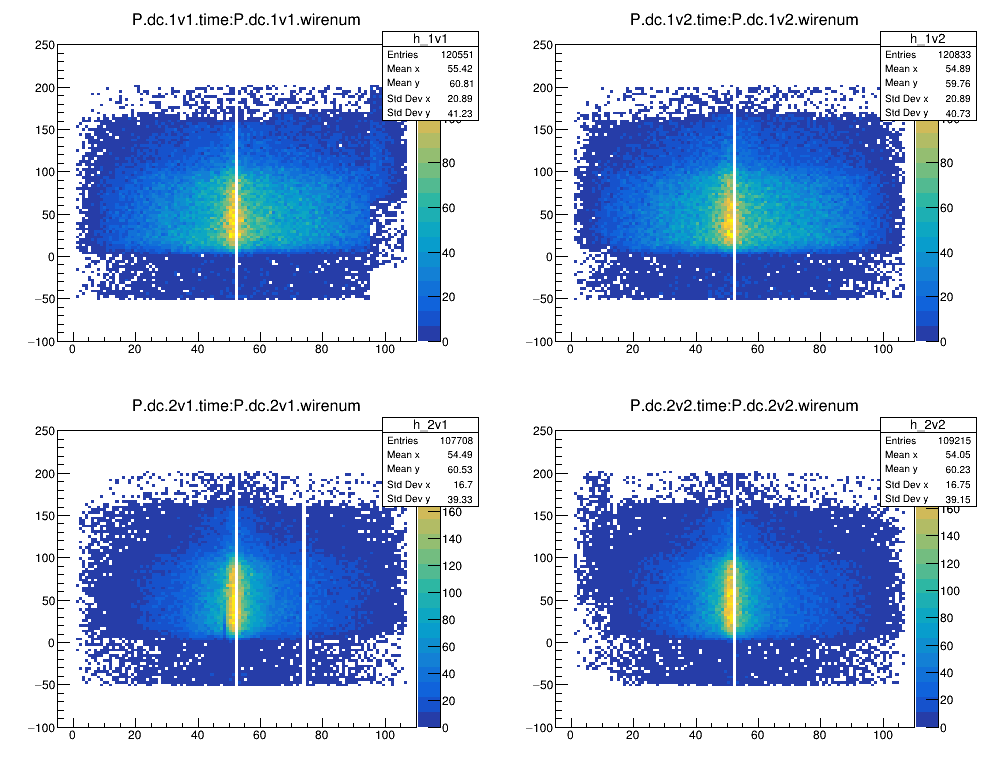 P.dc.1v1.time:P.dc.1v1.wirenum
h_1v1
Entries 120551
Mean x 55.42
Mean y 60.81
Std Dev x 20.89
Std Dev y 41.23
250
200
150
100
50
0
−50
−100
0 20 40 60 80 100
80
60
40
20
0
P.dc.1v2.time:P.dc.1v2.wirenum
h_1v2
Entries 120833
Mean x 54.89
Mean y 59.76
Std Dev x 20.89
Std Dev y 40.73
250
200
150
100
50
0
−50
−100
0 20 40 60 80 100
80
60
40
20
0
P.dc.2v1.time:P.dc.2v1.wirenum
h_2v1
Entries 107708
Mean x 54.49
Mean y 60.53
Std Dev x 16.7
Std Dev y 39.33
250
200
150
100
50
0
−50
−100
0 20 40 60 80 100
160
140
120
100
80
60
40
20
0
P.dc.2v2.time:P.dc.2v2.wirenum
h_2v2
Entries 109215
Mean x 54.05
Mean y 60.23
Std Dev x 16.75
Std Dev y 39.15
250
200
150
100
50
0
−50
−100
0 20 40 60 80 100
160
140
120
100
80
60
40
20
0